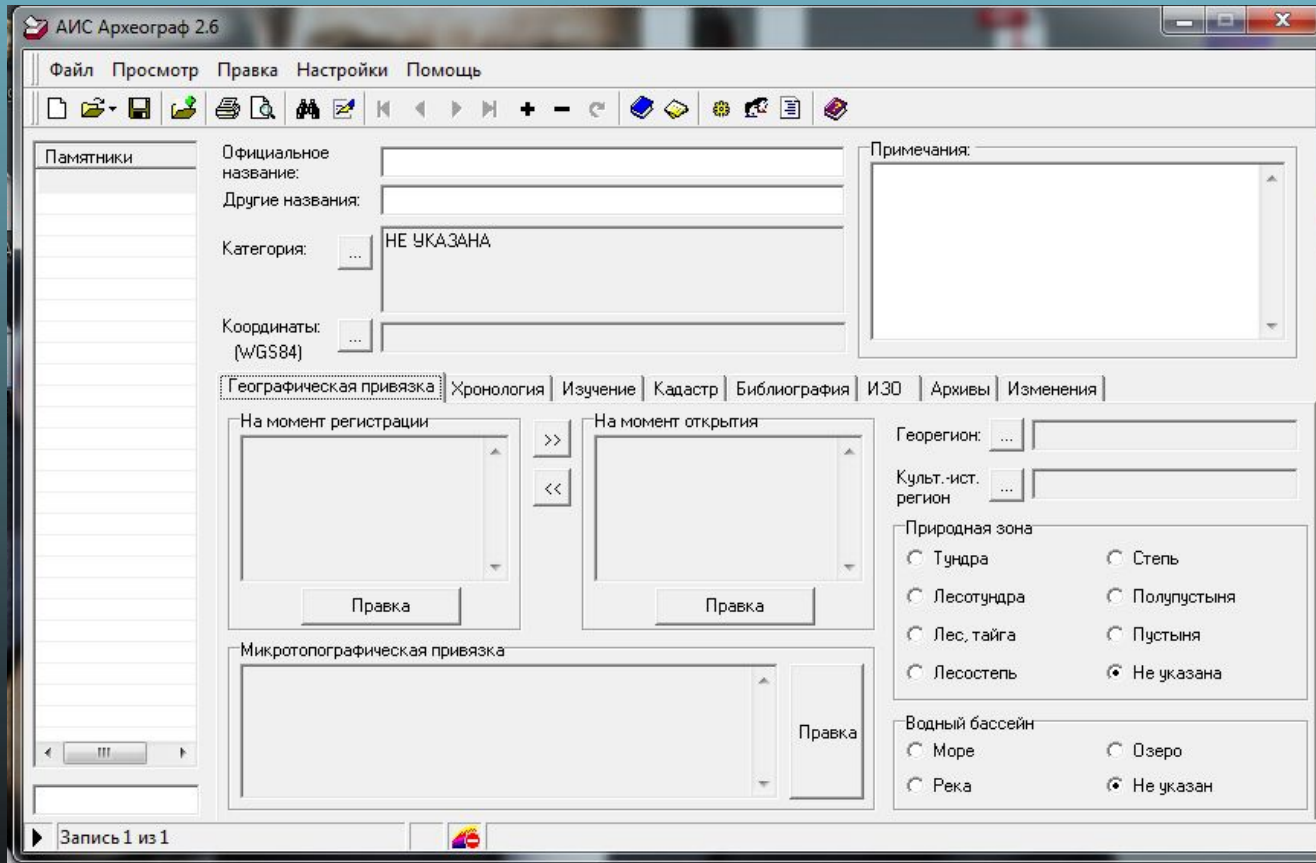 АИС Археограф 2.6
Файл Просмотр Правка Настройки Помощь
Памятники
Официальное
название:
Другие названия:
Категория:
...
НЕ УКАЗАНА
Координаты:
(WGS84)
...
Примечания:
Географическая привязка Хронология Изучение Кадастр Библиография ИЗО Архивы Изменения
На момент регистрации
>>
<<
На момент открытия
Правка
Правка
Микротопографическая привязка
Правка
Георегион: ...
Культ.-ист.
регион
...
Природная зона
Тундра Степь
Лесотундра Полупустыня
Лес, тайга Пустыня
Лесостепь Не указана
Водный бассейн
Море Озеро
Река Не указан
Запись 1 из 1